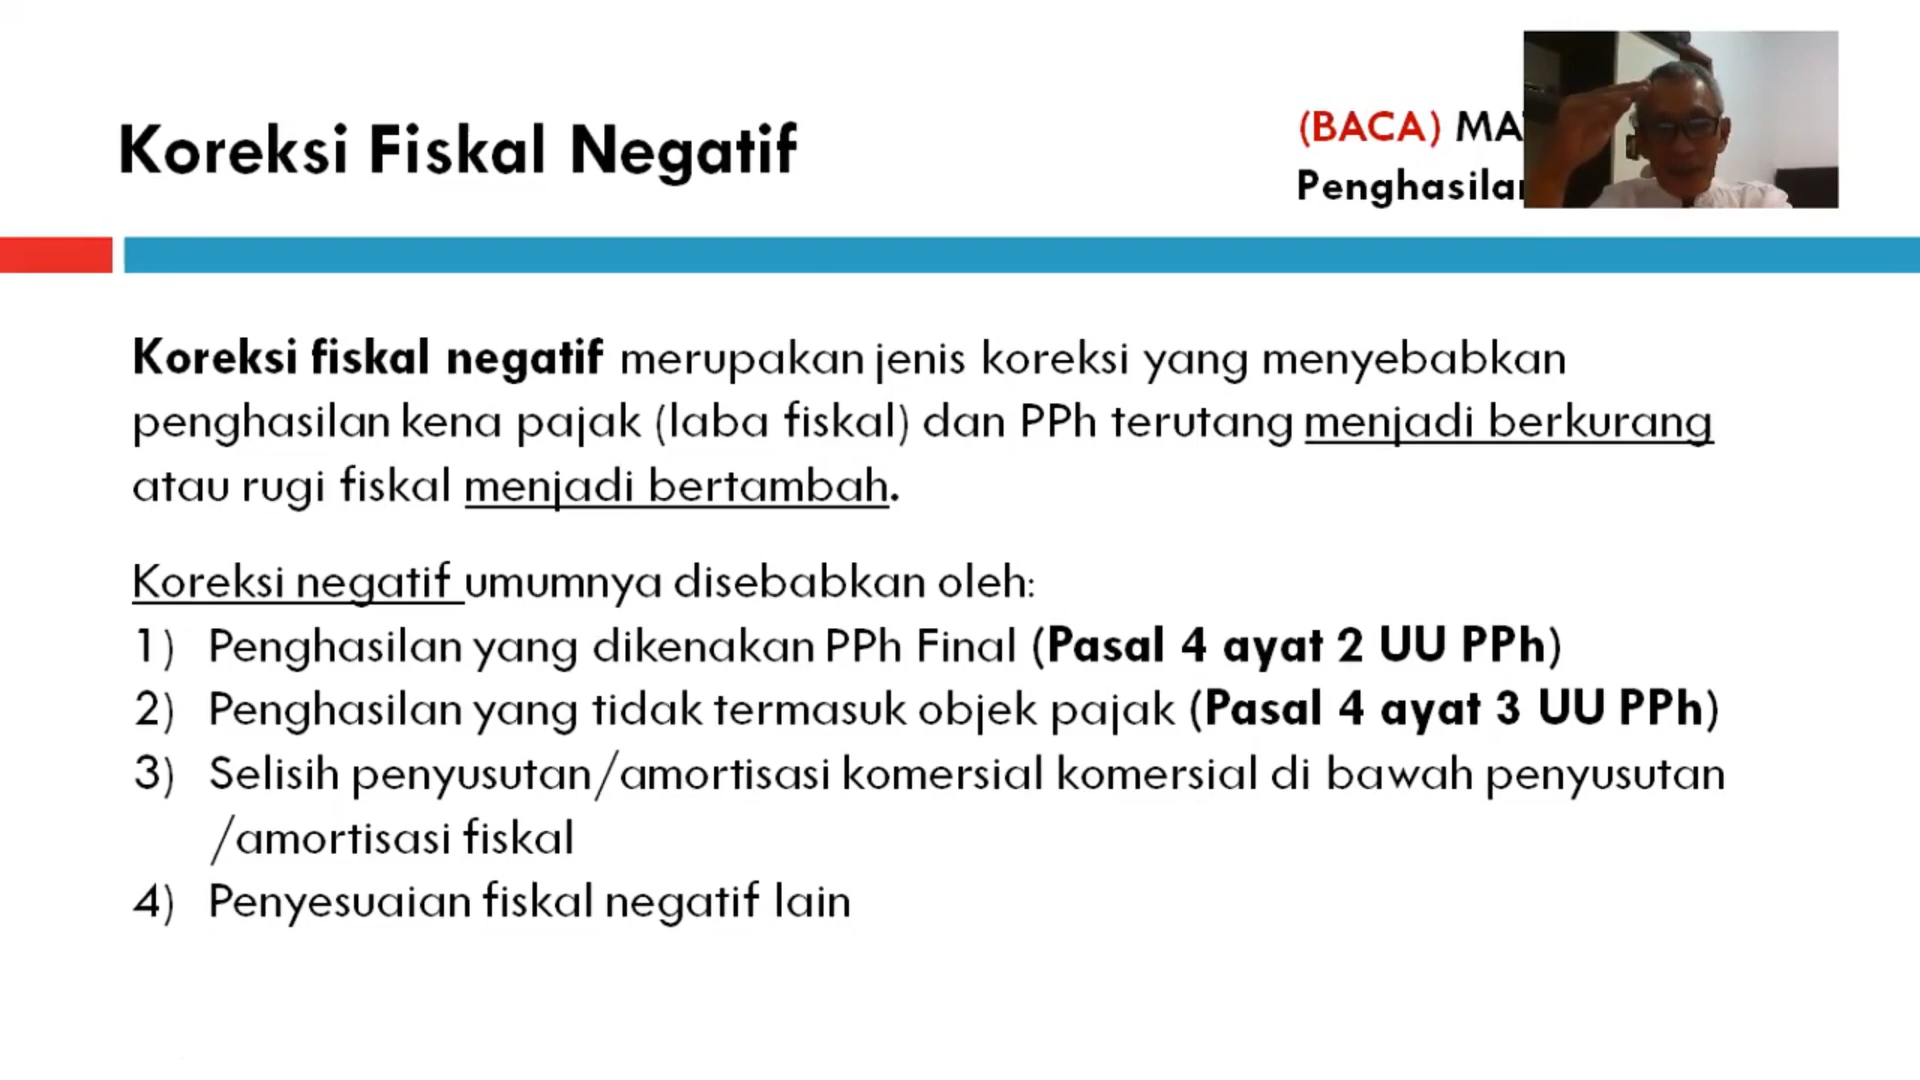 Koreksi Fiskal Negatif
(BACA)
Koreksi fiskal negatif merupakan jenis koreksi yang menyebabkan
penghasilan kena pajak (laba fiskal) dan PPh terutang menjadi berkurang
atau rugi fiskal menjadi bertambah.
Koreksi negatif umumnya disebabkan oleh:
1) Penghasilan yang dikenakan PPh Final (Pasal 4 ayat 2 UU PPh)
2) Penghasilan yang tidak termasuk objek pajak (Pasal 4 ayat 3 UU PPh)
3) Selisih penyusutan/amortisasi komersial komersial di bawah penyusutan
/amortisasi fiskal
4) Penyesuaian fiskal negatif lain